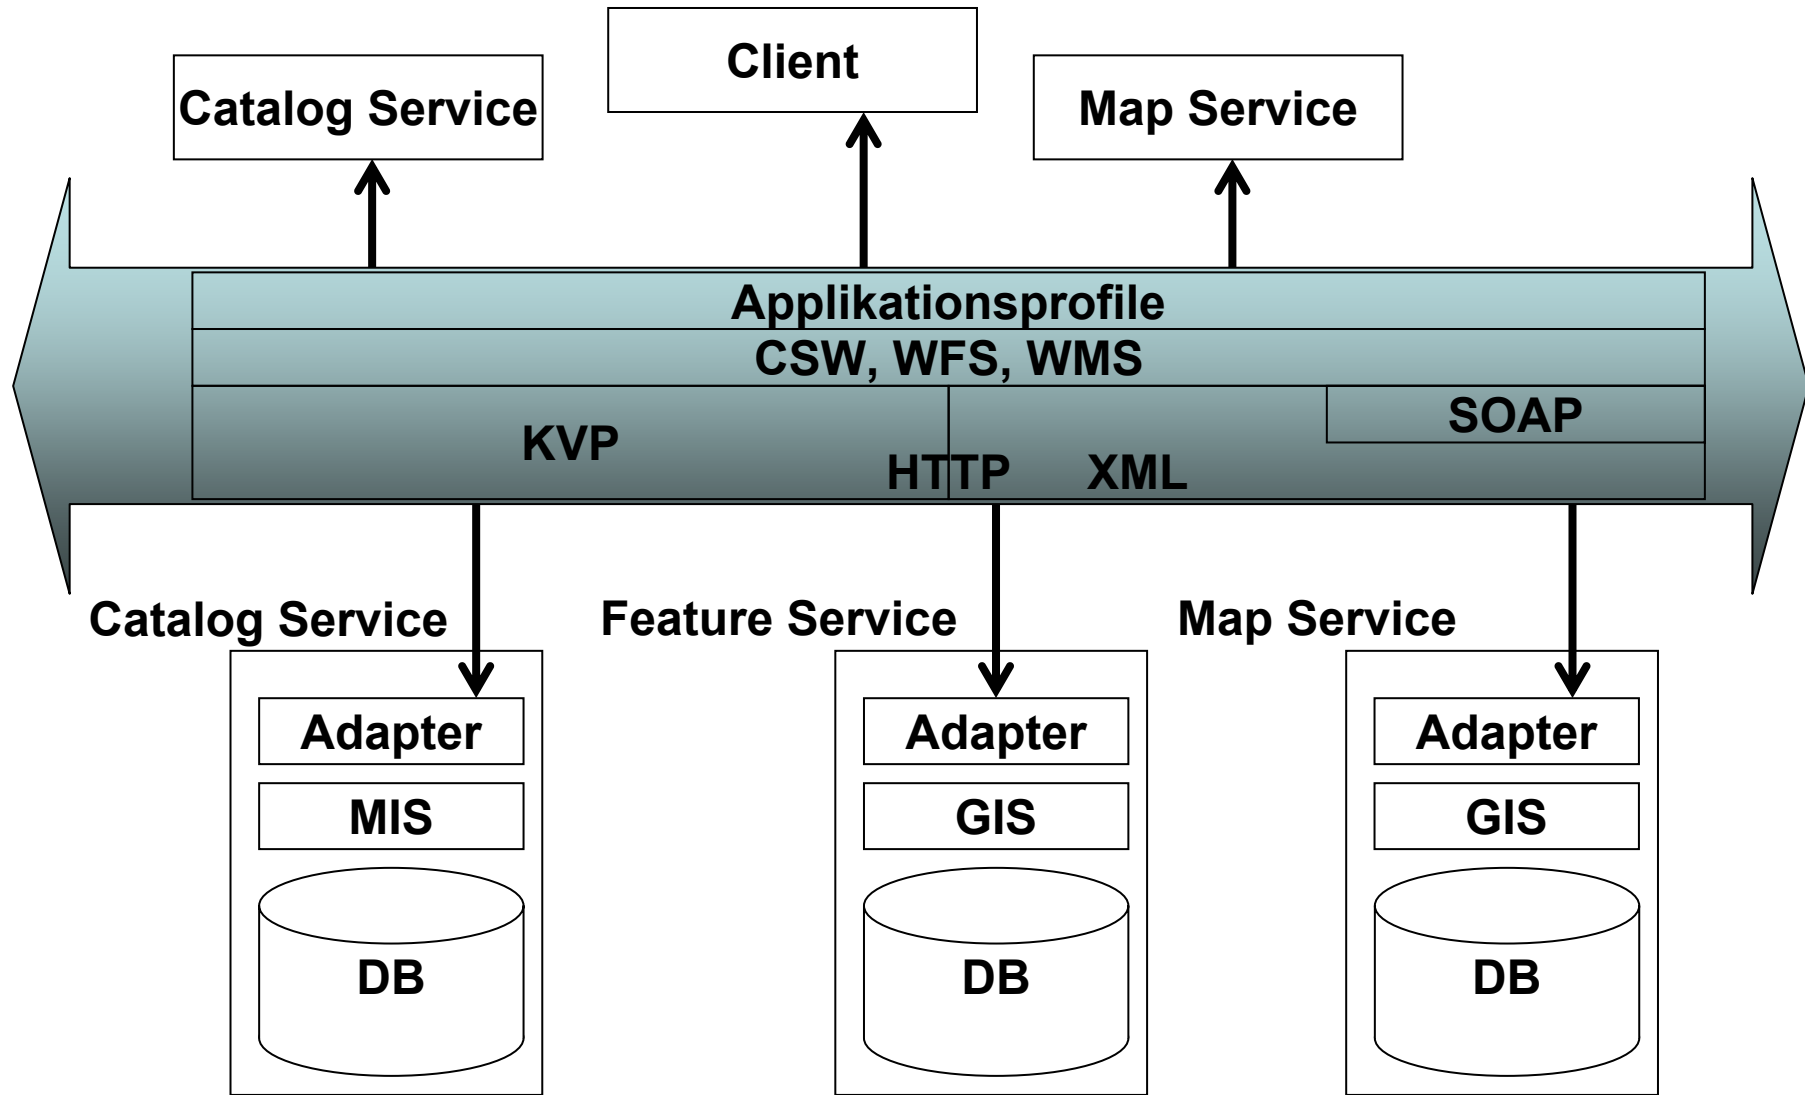 Client
Catalog Service
Map Service
Applikationsprofile
CSW, WFS, WMS
SOAP
KVP
HTTP
XML
Catalog Service
Feature Service
Map Service
Adapter
Adapter
Adapter
MIS
GIS
GIS
DB
DB
DB